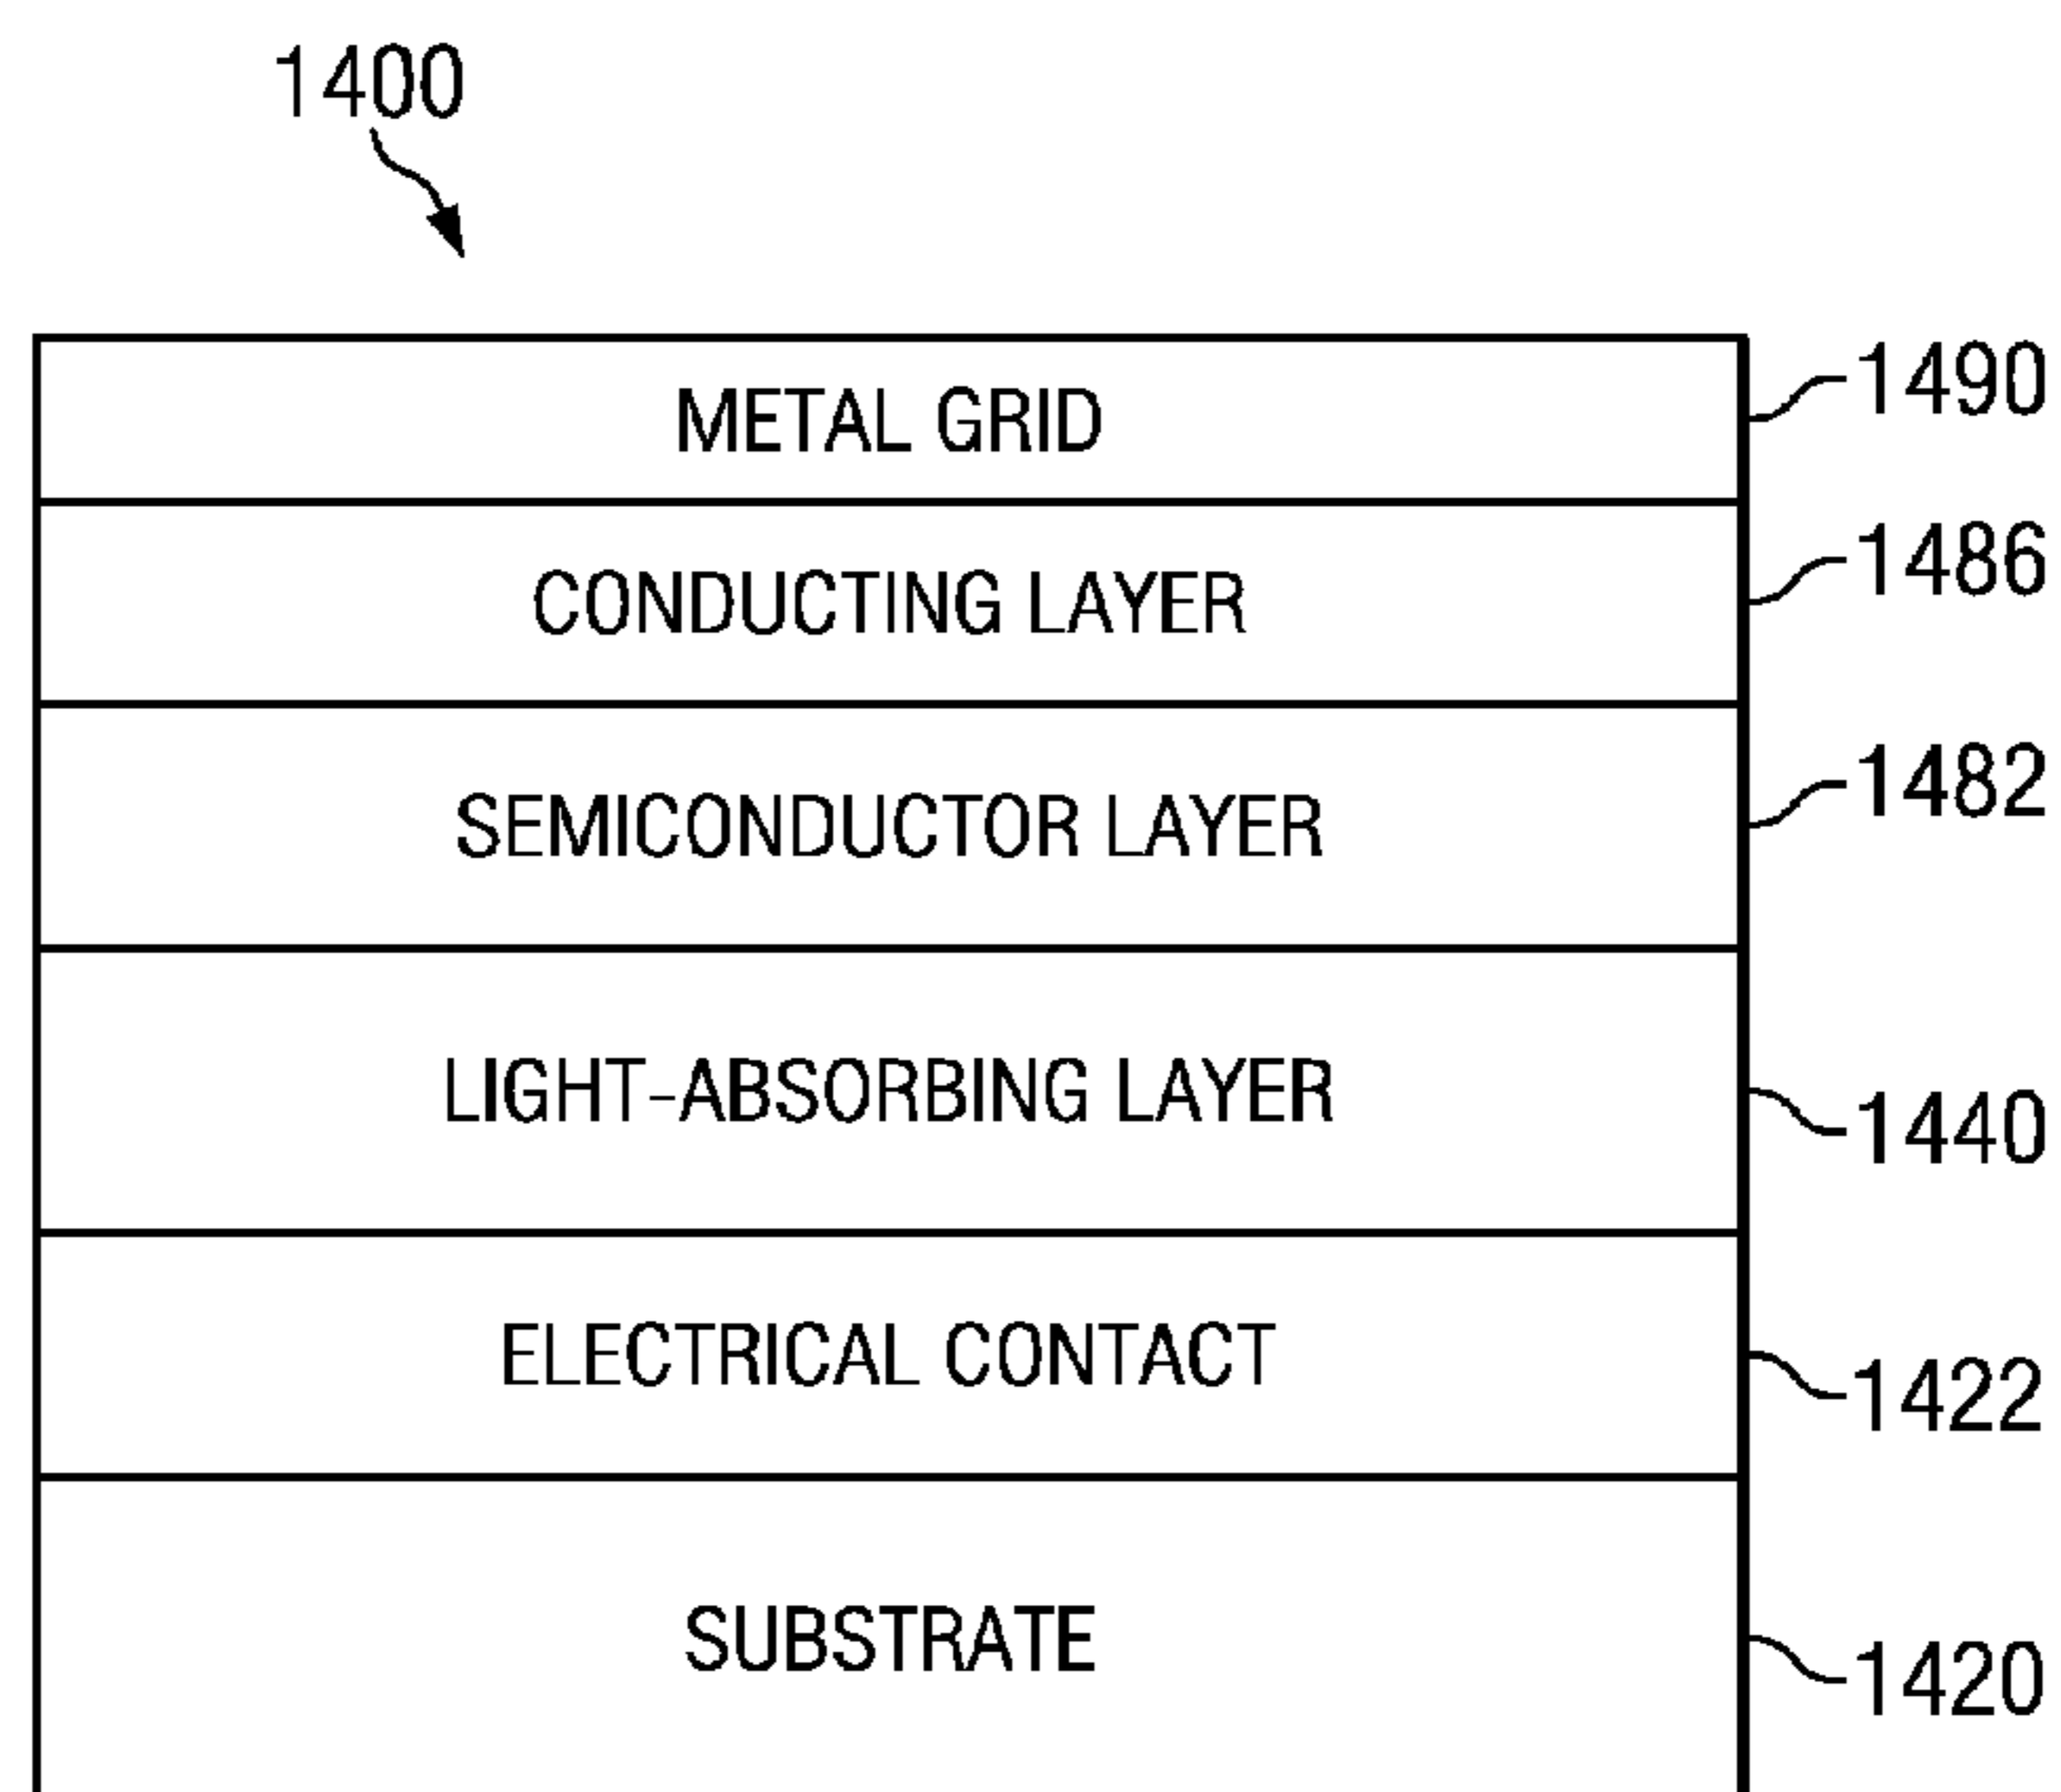 1400
METAL GRID 1490
CONDUCTING LAYER 1486
SEMICONDUCTOR LAYER 1482
LIGHT-ABSORBING LAYER 1440
ELECTRICAL CONTACT 1422
SUBSTRATE 1420